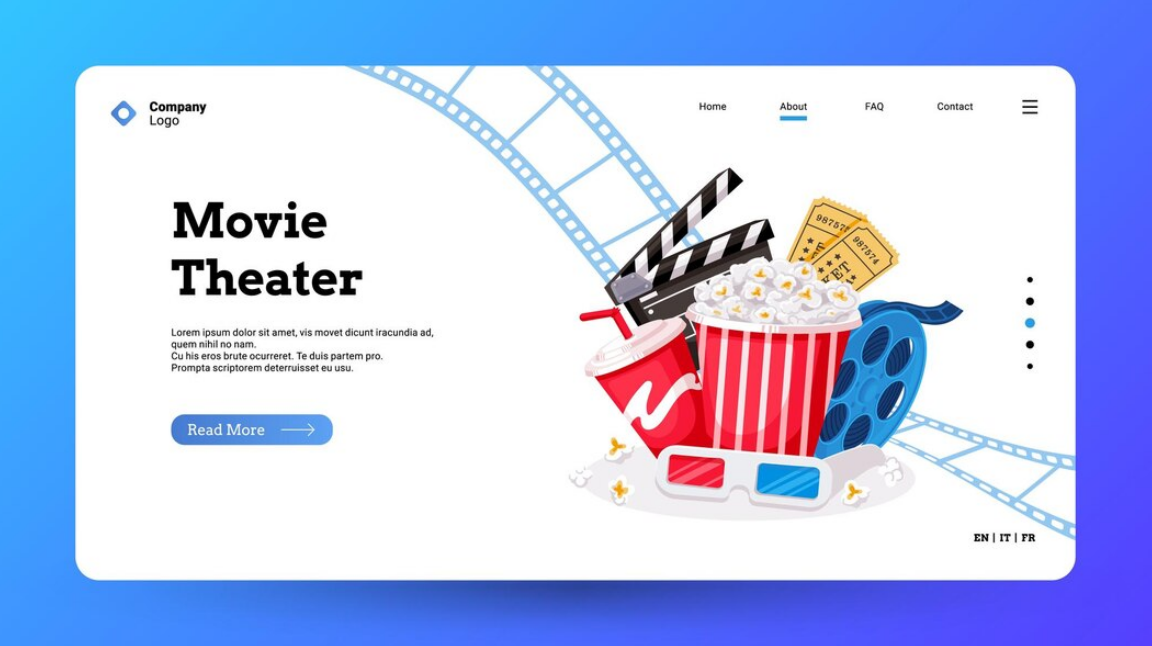 Company
Logo
Home
About
FAQ
Contact
Movie
Theater
Lorem ipsum dolor sit amet, vis movet dicunt iracundia ad,
quem nihil no nam.
Cu his eros brute ocurreret. Te duis partem pro.
Prompta scriptorem deterruisset eu usu.
Read More
987574
EN | IT | FR